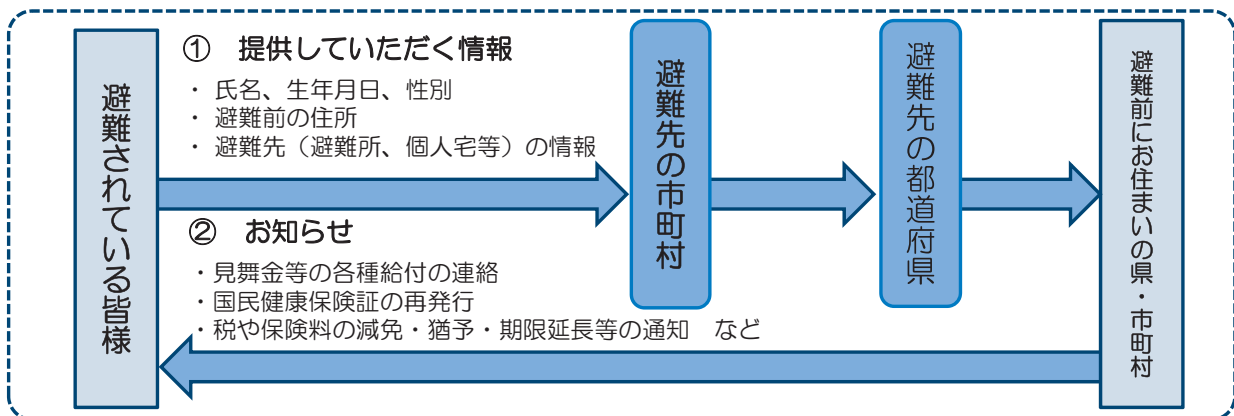 避難されている皆様
① 提供していただく情報
・ 氏名、生年月日、性別
・ 避難前の住所
・ 避難先（避難所、個人宅等）の情報
② お知らせ
・見舞金等の各種給付の連絡
・国民健康保険証の再発行
・税や保険料の減免・猶予・期限延長等の通知　など
避難先の市町村
避難先の都道府県
避難前にお住まいの県・市町村